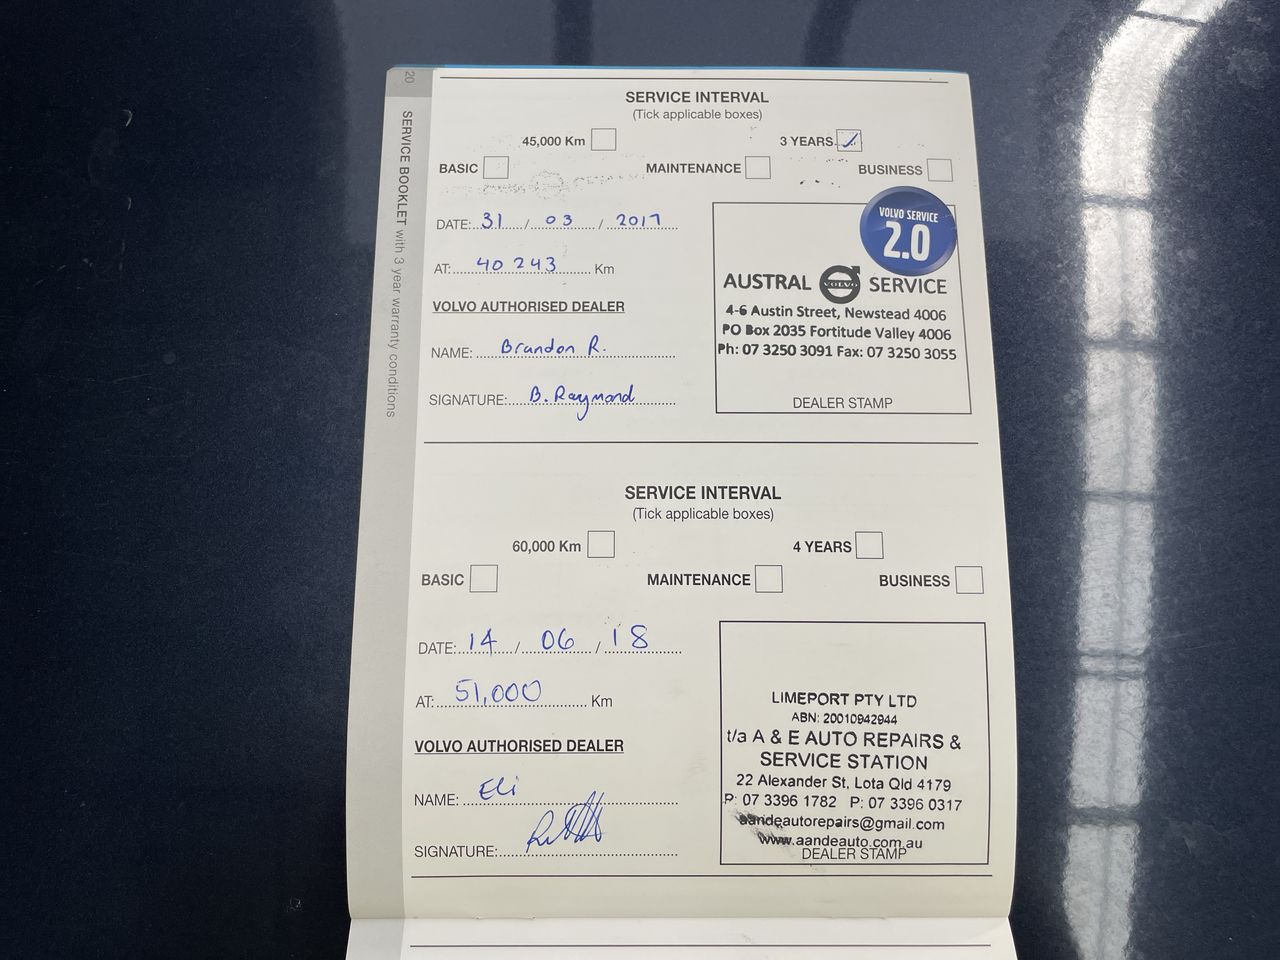 20
SERVICE BOOKLET with 3 year warranty conditions
SERVICE INTERVAL
(Tick applicable boxes)
45,000 Km 3 YEARS
BASIC MAINTENANCE BUSINESS
DATE: 31 / 03 / 2017
AT: 40 243 Km
VOLVO AUTHORISED DEALER
NAME: Brandon R.
SIGNATURE: B. Raymond
VOLVO SERVICE
2.0
AUSTRAL VOLVO SERVICE
4-6 Austin Street, Newstead 4006
PO Box 2035 Fortitude Valley 4006
Ph: 07 3250 3091 Fax: 07 3250 3055
DEALER STAMP
SERVICE INTERVAL
(Tick applicable boxes)
60,000 Km 4 YEARS
BASIC MAINTENANCE BUSINESS
DATE: 14 / 06 / 18
AT: 51,000 Km
VOLVO AUTHORISED DEALER
NAME: Eli
SIGNATURE:
LIMEPORT PTY LTD
ABN: 20010942944
t/a A & E AUTO REPAIRS &
SERVICE STATION
22 Alexander St, Lota Qld 4179
P: 07 3396 1782 P: 07 3396 0317
aandeautorepairs@gmail.com
www.aandeauto.com.au
DEALER STAMP